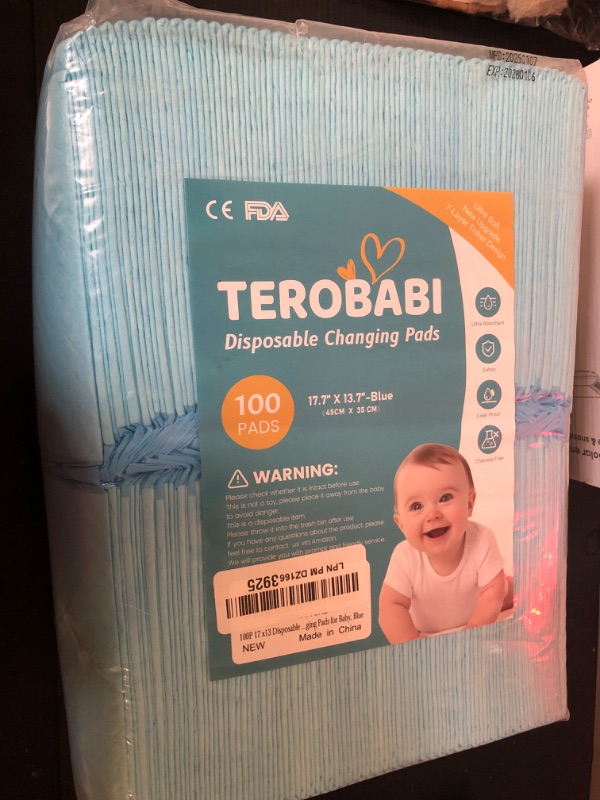 MFD:20250107
EXP:20280106
CE FDA
Ultra Soft
New Upgrade
7-Layer Thiker Design
TEROBABI
Disposable Changing Pads
100
PADS
17.7" X 13.7"-Blue
(45CM X 35 CM)
Ultra Absorbent
Safety
Leak Proof
Chemical Free
WARNING:
Please check whether it is intact before use
This is not a toy, please place it away from the baby
to avoid danger.
This is a disposable item.
Please throw it into the trash bin after use
If you have any questions about the product, please
feel free to contact us via Amazon.
We will provide you with prompt and friendly service.
LPN PM DZ1663925
100P 17 x13 Disposable ...ging Pads for Baby, Blue
NEW Made in China